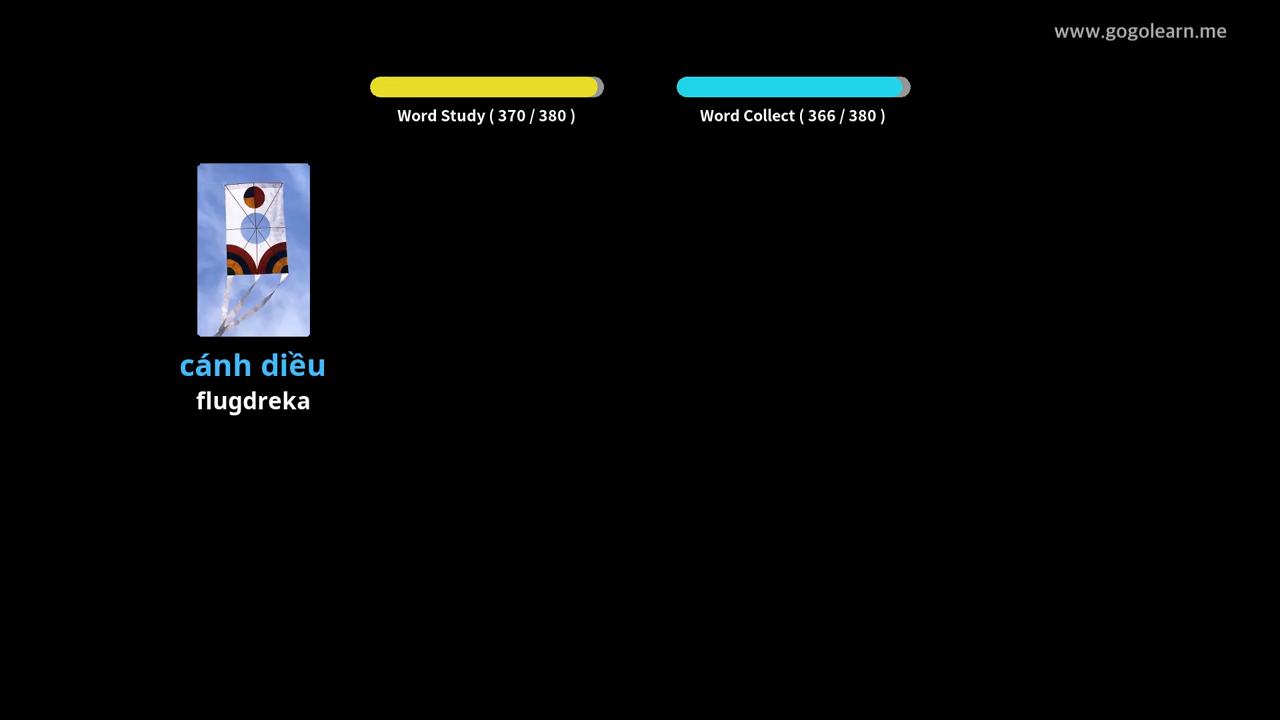 www.gogolearn.me
Word Study ( 370 / 380 )
Word Collect ( 366 / 380 )
cánh diều
flugdreka